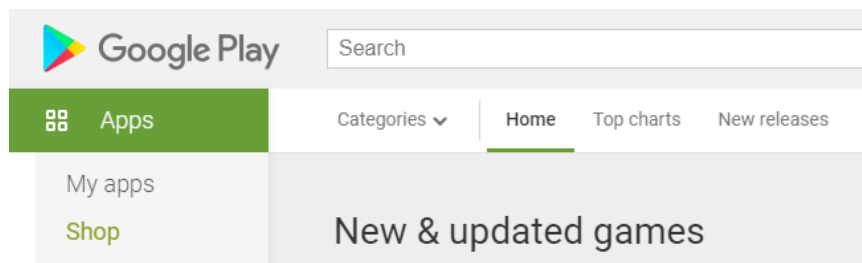 Google Play Search
Apps Categories Home Top charts New releases
My apps
Shop
New & updated games